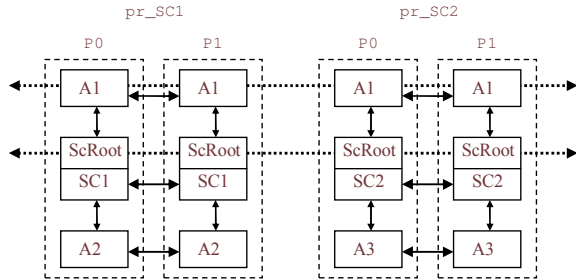 pr_SC1 pr_SC2
P0 P1 P0 P1
A1 A1 A1 A1
ScRoot ScRoot ScRoot ScRoot
SC1 SC1 SC2 SC2
A2 A2 A3 A3